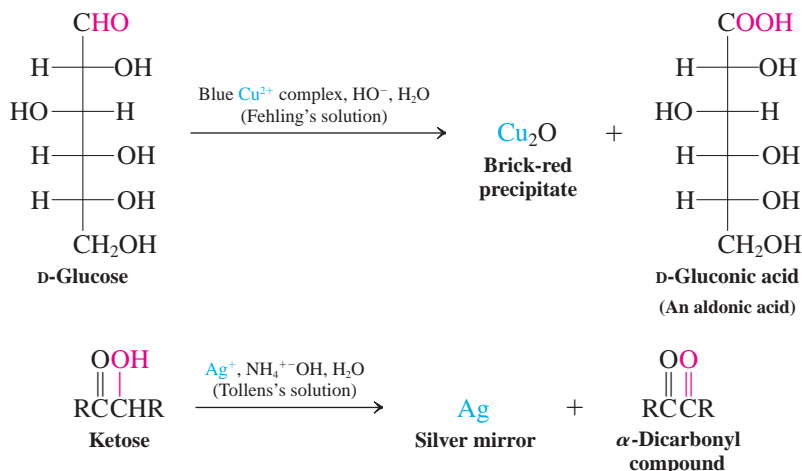 CHO
H OH
HO H
H OH
H OH
CH₂OH
D-Glucose
Blue Cu²⁺ complex, HO⁻, H₂O
(Fehling's solution)
Cu₂O
Brick-red
precipitate
+
COOH
H OH
HO H
H OH
H OH
CH₂OH
D-Gluconic acid
(An aldonic acid)
O OH
RCCHR
Ketose
Ag⁺, NH₄⁺⁻OH, H₂O
(Tollens's solution)
Ag
Silver mirror
+
O O
RCCR
α-Dicarbonyl
compound